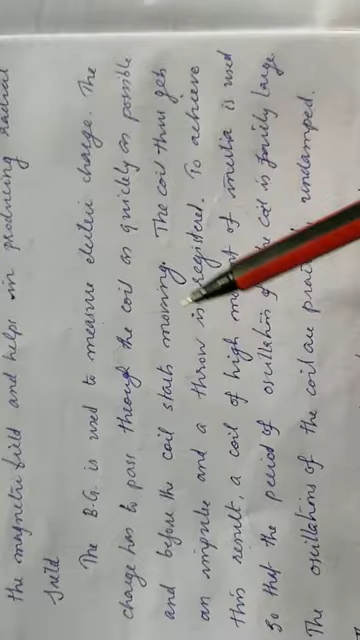 the magnetic field and helps in producing radial
field
The B.G. is used to measure electric charge. The
charge has to pass through the coil as quickly as possible
and before the coil starts moving. The coil thus gets
an impulse and a throw is registered. To achieve
this result, a coil of high of inertia is used
So that the period of oscillation of coil is fairly large.
The oscillations of the coil are undamped.